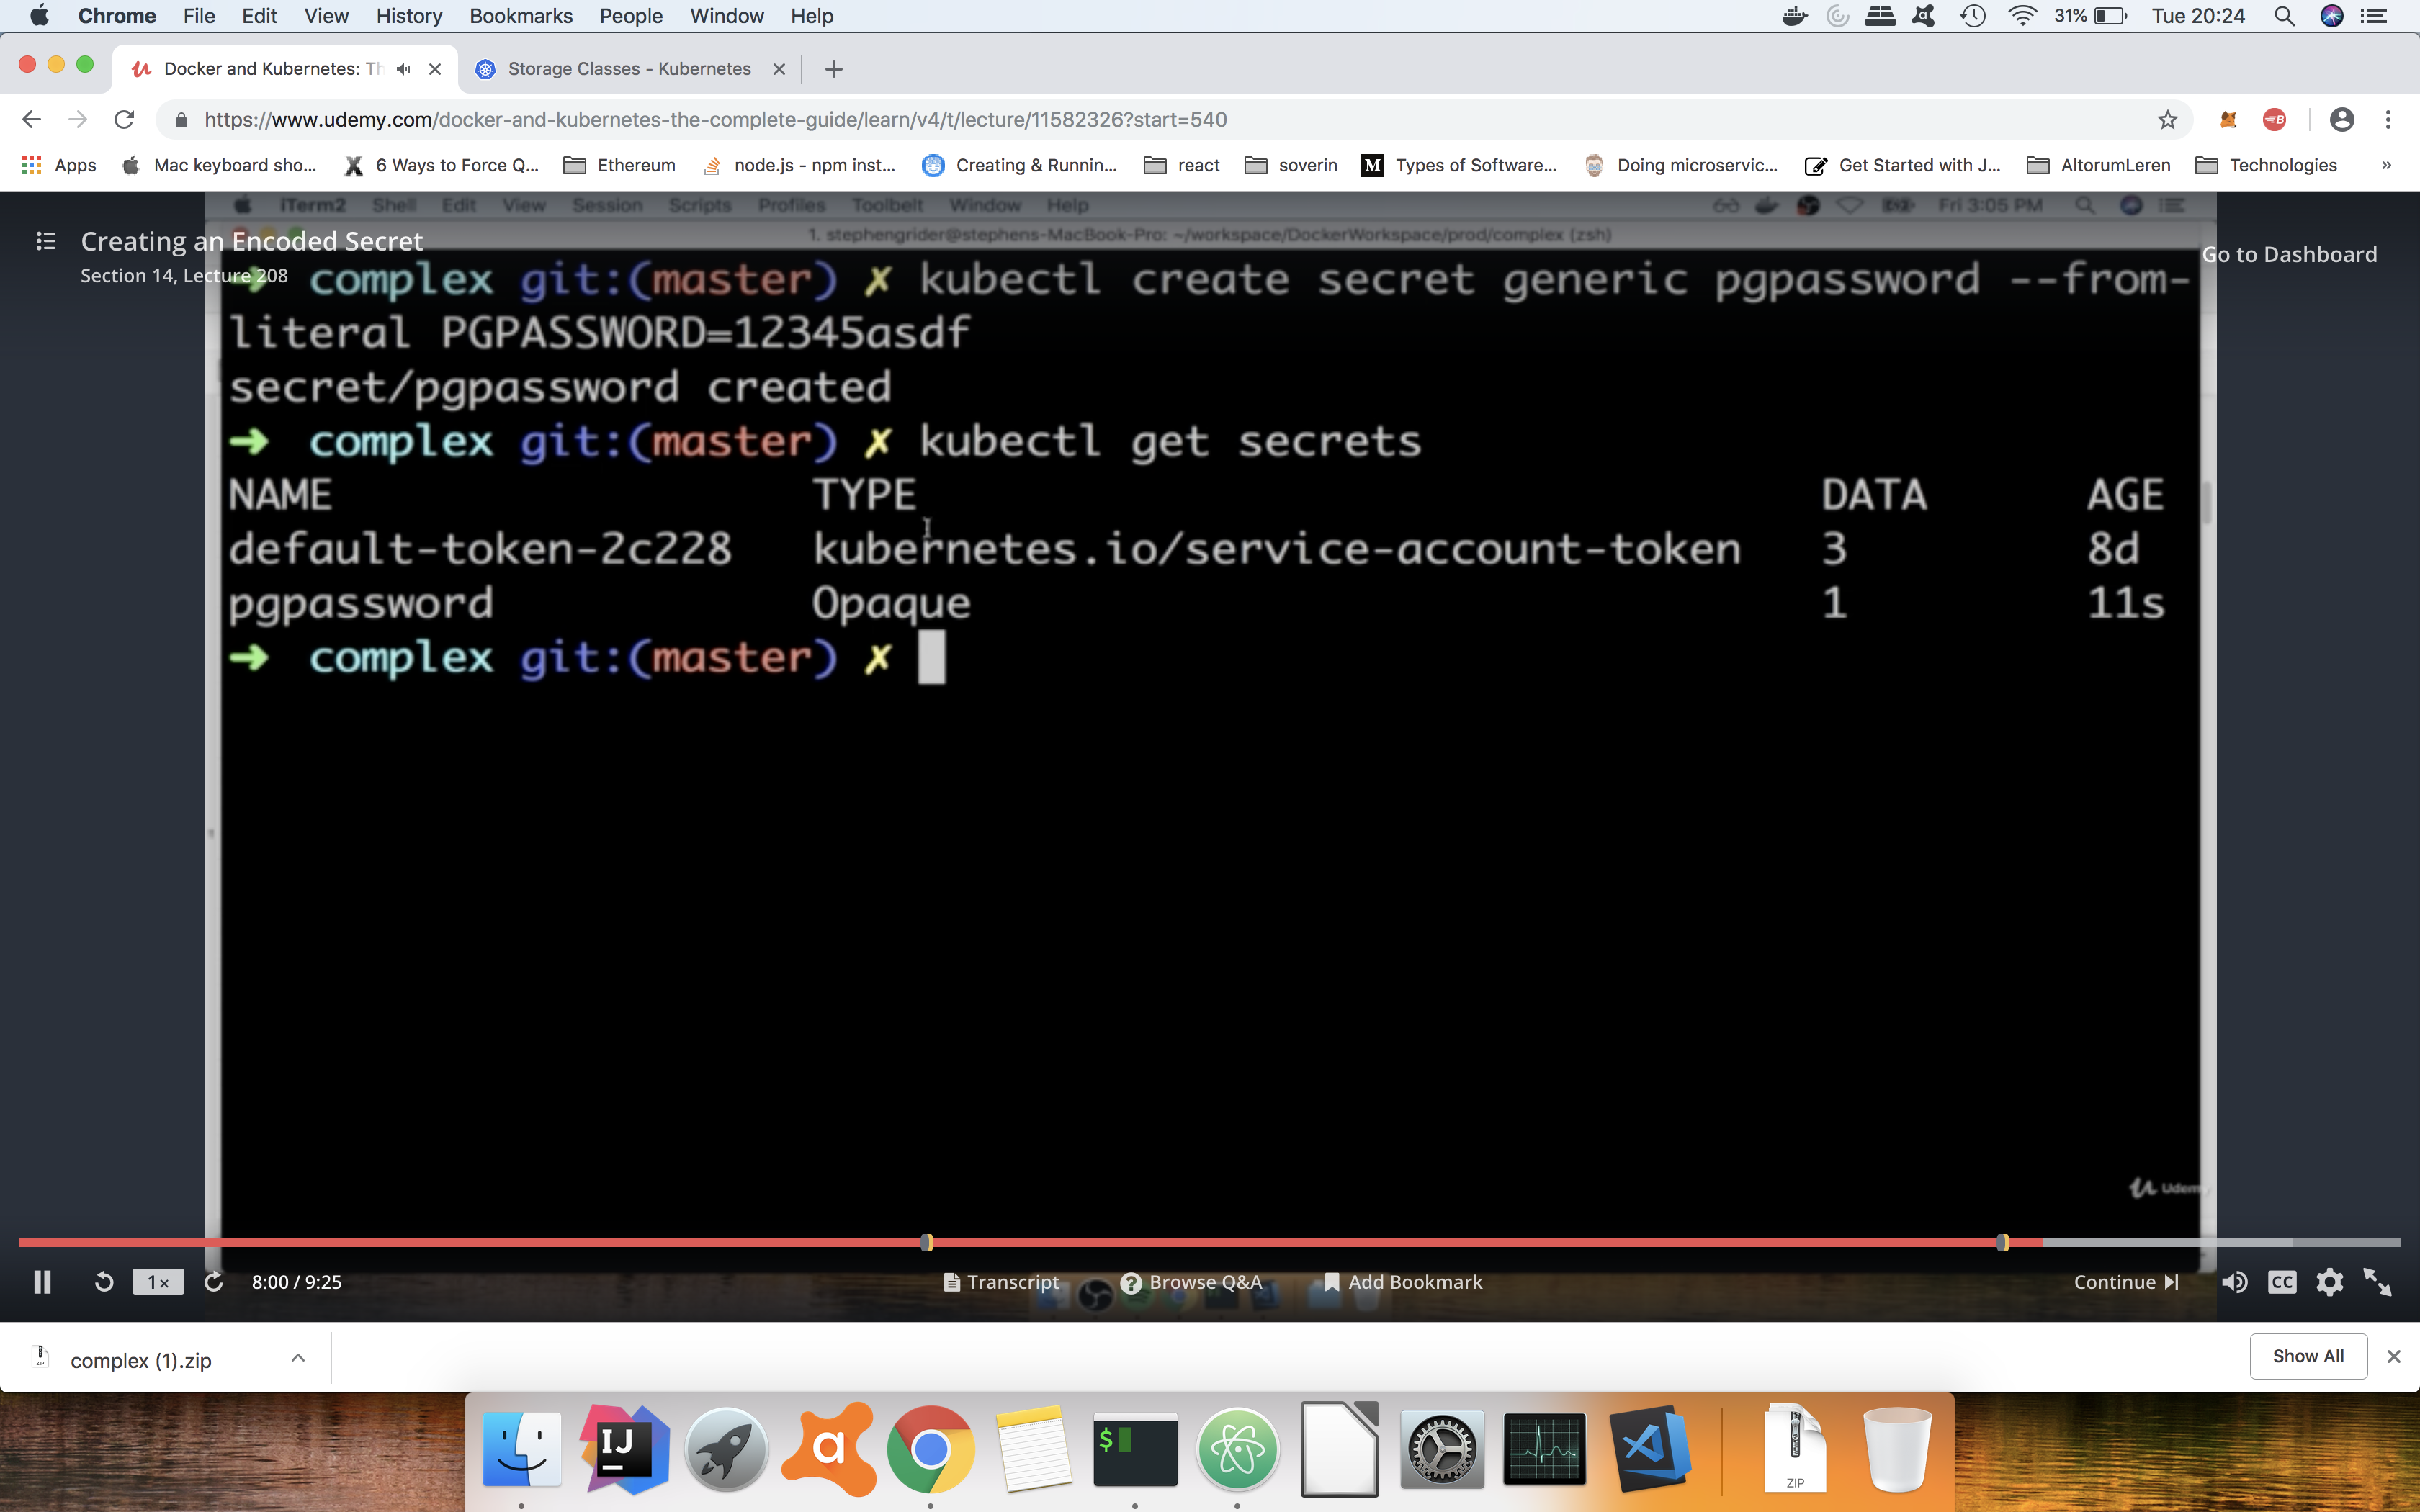 Chrome File Edit View History Bookmarks People Window Help 31% Tue 20:24
Docker and Kubernetes: Th Storage Classes - Kubernetes
https://www.udemy.com/docker-and-kubernetes-the-complete-guide/learn/v4/t/lecture/11582326?start=540
Apps Mac keyboard sho... 6 Ways to Force Q... Ethereum node.js - npm inst... Creating & Runnin... react soverin Types of Software... Doing microservic... Get Started with J... AltorumLeren Technologies »
iTerm2 Shell Edit View Session Scripts Profiles Toolbelt Window Help Fri 3:05 PM
1. stephengrider@stephens-MacBook-Pro: ~/workspace/DockerWorkspace/prod/complex (zsh)
Creating an Encoded Secret
Go to Dashboard
Section 14, Lecture 208
➜ complex git:(master) ✗ kubectl create secret generic pgpassword --from-
literal PGPASSWORD=12345asdf
secret/pgpassword created
➜ complex git:(master) ✗ kubectl get secrets
NAME TYPE DATA AGE
default-token-2c228 kubernetes.io/service-account-token 3 8d
pgpassword Opaque 1 11s
➜ complex git:(master) ✗
Udemy
1× 8:00 / 9:25 Transcript Browse Q&A Add Bookmark Continue CC
complex (1).zip Show All
IJ
$
ZIP